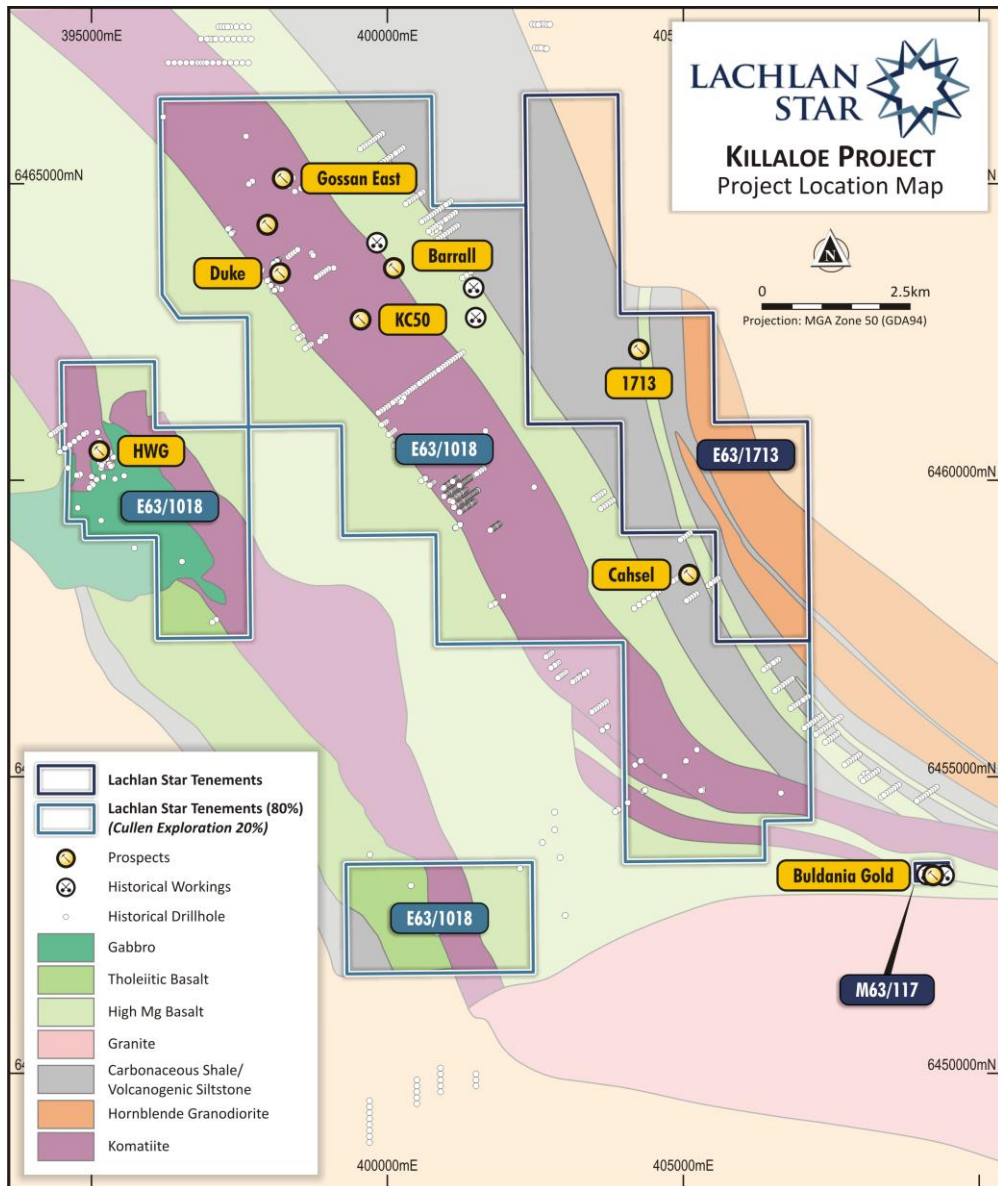 395000mE
400000mE
405
LACHLAN
STAR
KILLALOE PROJECT
Project Location Map
6465000mN
N
0 2.5km
Projection: MGA Zone 50 (GDA94)
Gossan East
Barrall
Duke
KC50
1713
HWG
E63/1018
E63/1713
6460000mN
E63/1018
Cahsel
Lachlan Star Tenements
Lachlan Star Tenements (80%)
(Cullen Exploration 20%)
Prospects
Historical Workings
Historical Drillhole
Gabbro
Tholeiitic Basalt
High Mg Basalt
Granite
Carbonaceous Shale/
Volcanogenic Siltstone
Hornblende Granodiorite
Komatiite
6455000mN
Buldania Gold
E63/1018
M63/117
6450000mN
400000mE
405000mE